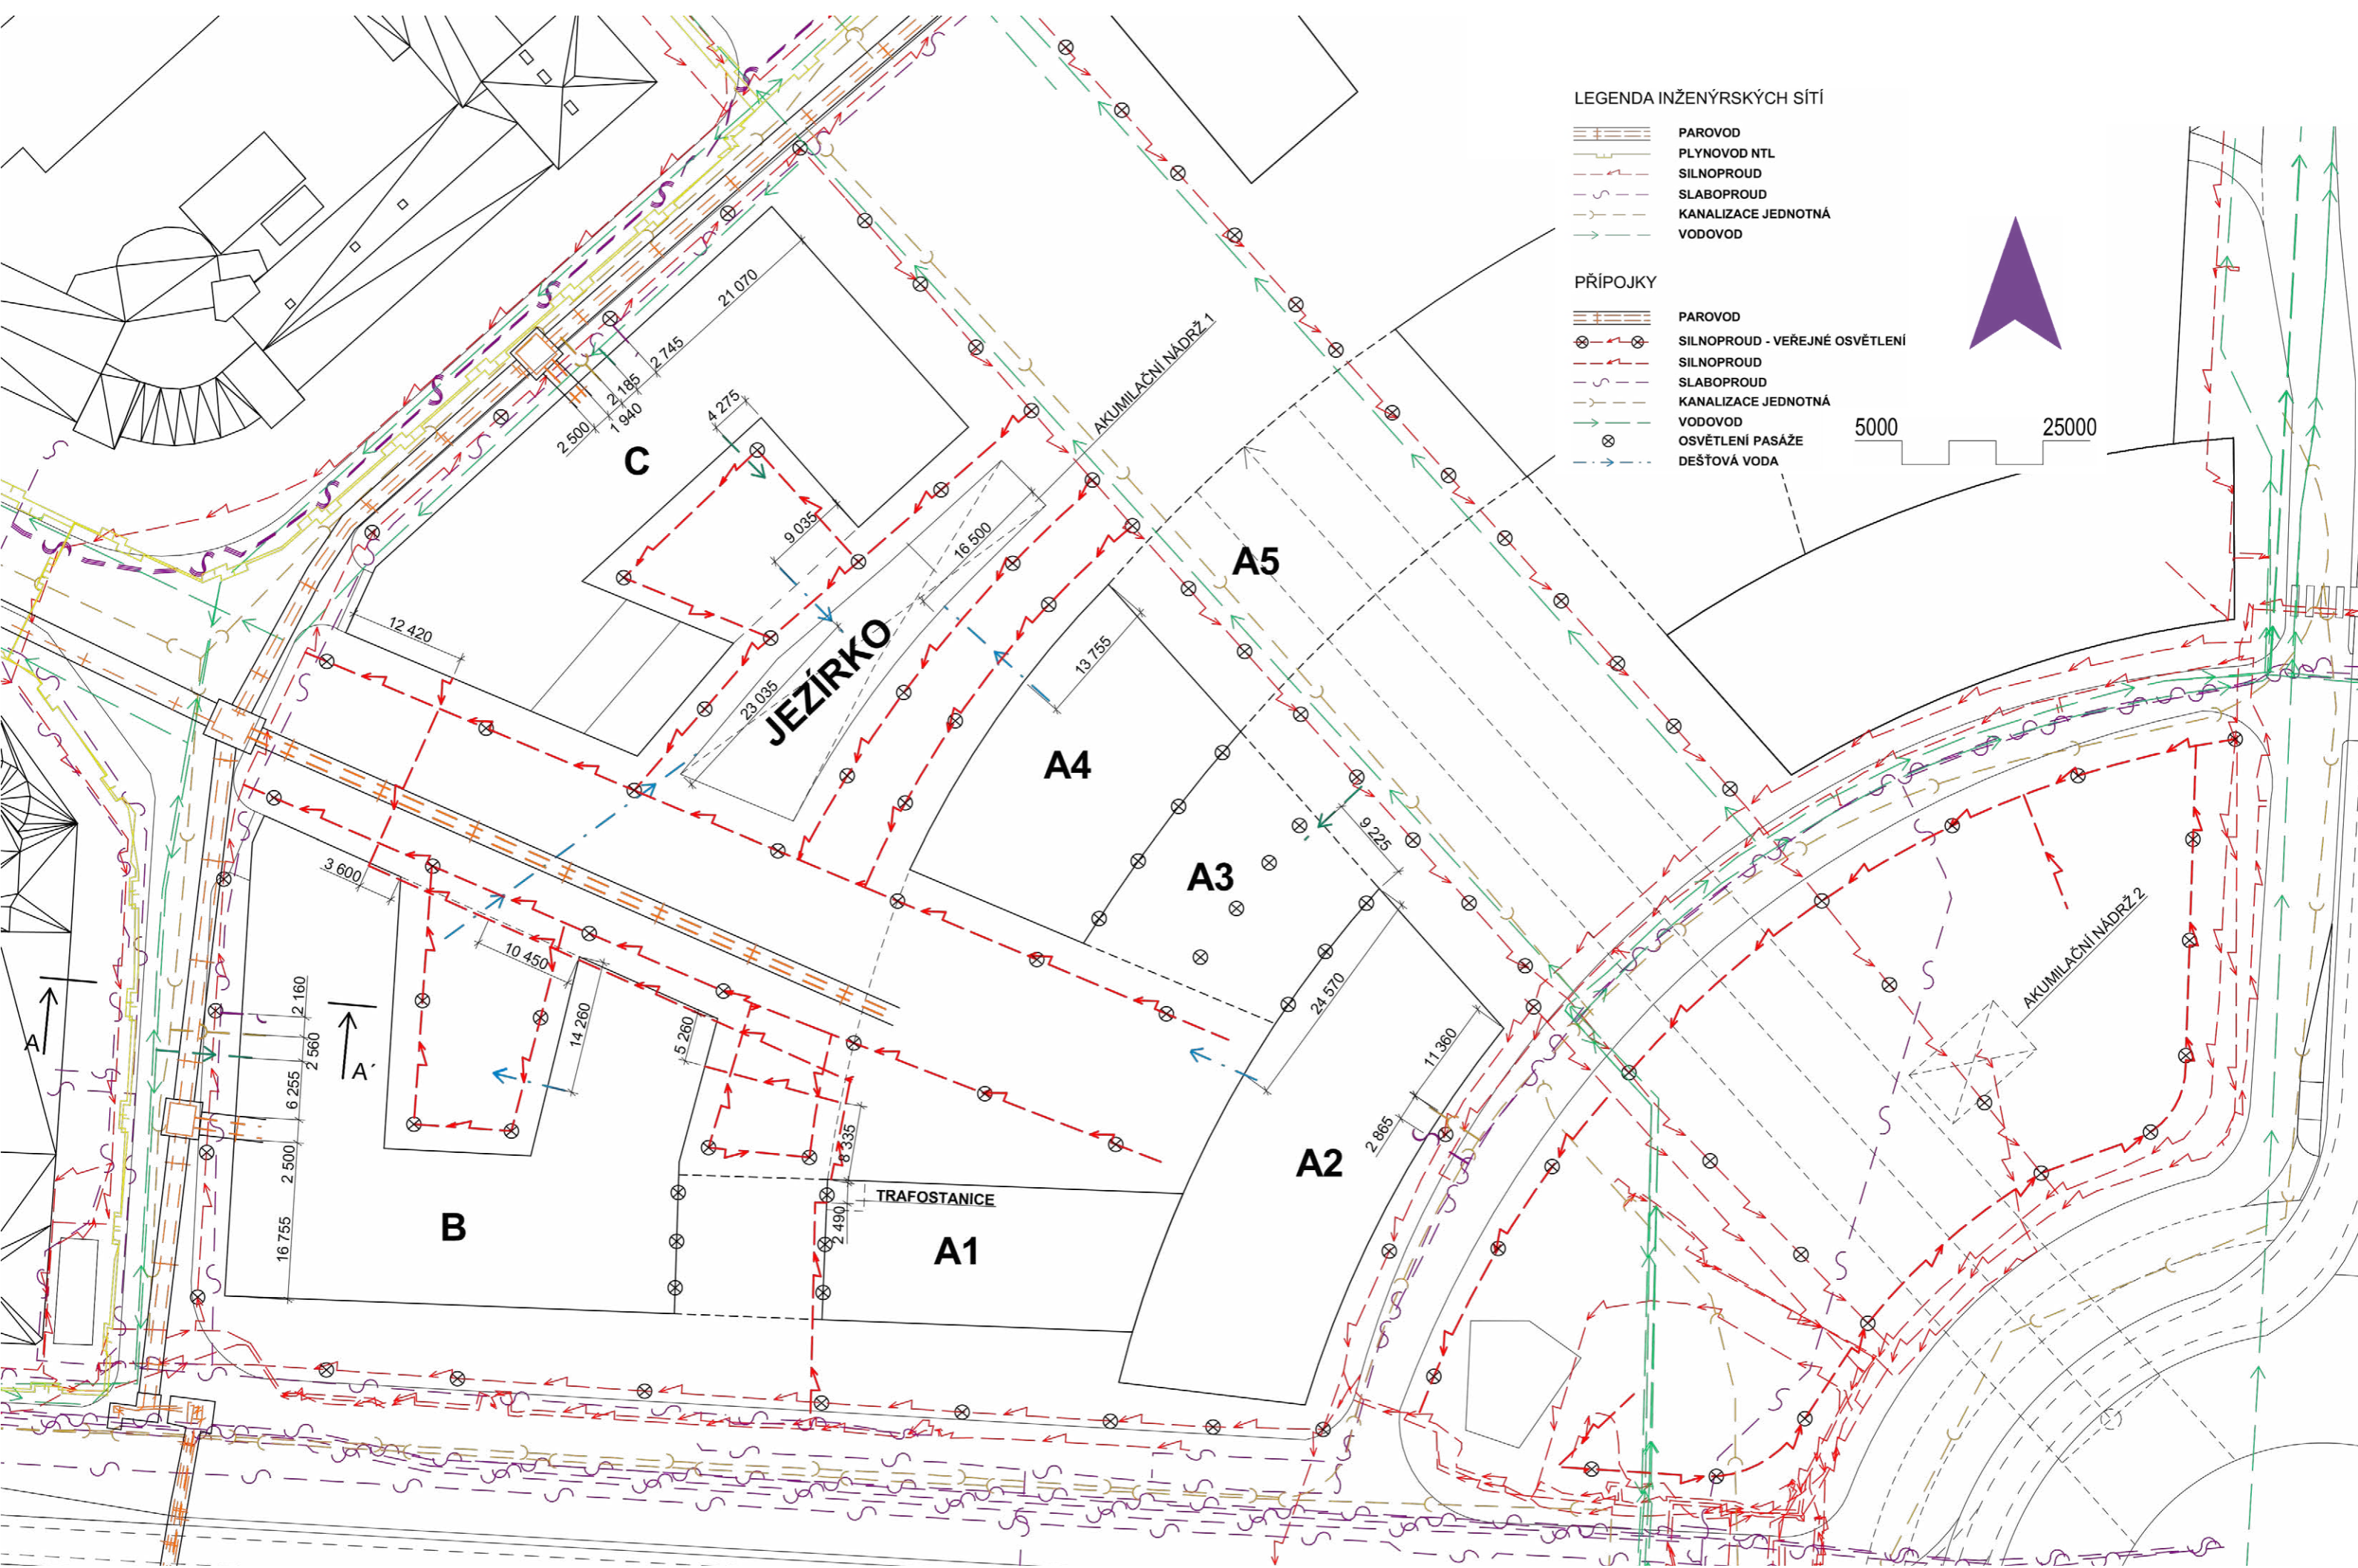 LEGENDA INŽENÝRSKÝCH SÍTÍ
PAROVOD
PLYNOVOD NTL
SILNOPROUD
SLABOPROUD
KANALIZACE JEDNOTNÁ
VODOVOD
PŘÍPOJKY
PAROVOD
SILNOPROUD - VEŘEJNÉ OSVĚTLENÍ
SILNOPROUD
SLABOPROUD
KANALIZACE JEDNOTNÁ
VODOVOD
OSVĚTLENÍ PASÁŽE
DEŠŤOVÁ VODA
5000 25000
21 070
2 745
2 185
1 940
2 500
C
4 275
9 035
AKUMILAČNÍ NÁDRŽ 1
16 500
A5
12 420
23 035
JEZÍRKO
13 755
A4
A3
9 225
3 600
10 450
14 260
5 260
24 570
11 360
2 865
AKUMILAČNÍ NÁDRŽ 2
A
A´
2 160
2 560
6 255
2 500
16 755
8 335
TRAFOSTANICE
2 490
B
A1
A2